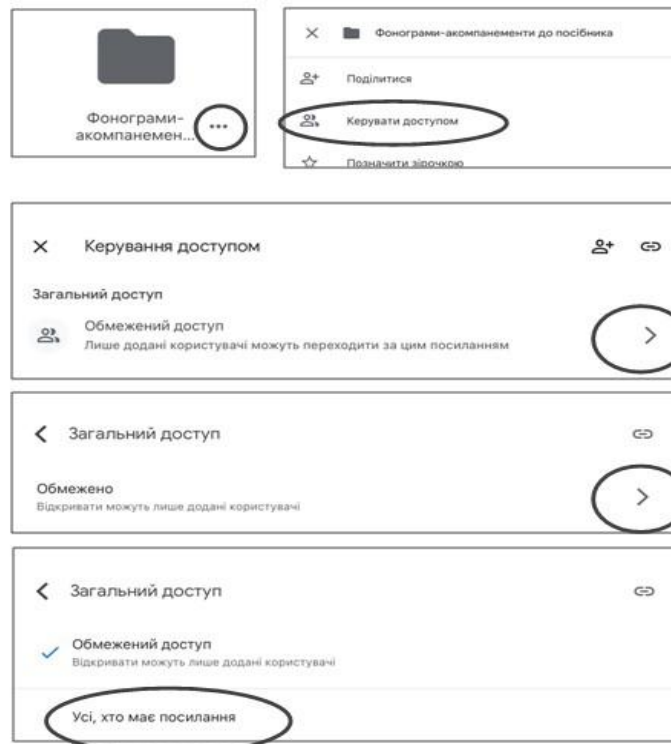 Фонограми-
акомпанемен...
Фонограми-акомпанементи до посібника
Поділитися
Керувати доступом
Позначити зірочкою
Керування доступом
Загальний доступ
Обмежений доступ
Лише додані користувачі можуть переходити за цим посиланням
Загальний доступ
Обмежено
Відкривати можуть лише додані користувачі
Загальний доступ
Обмежений доступ
Відкривати можуть лише додані користувачі
Усі, хто має посилання